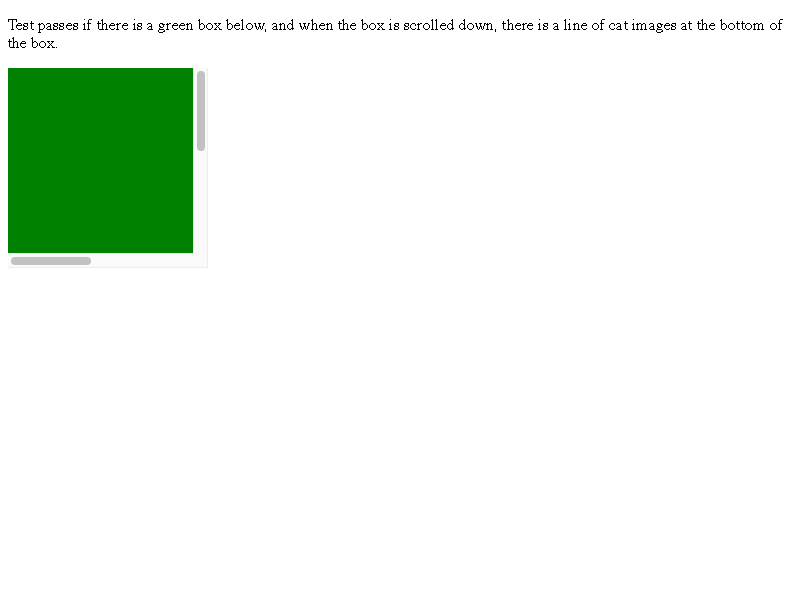 Test passes if there is a green box below, and when the box is scrolled down, there is a line of cat images at the bottom of
the box.